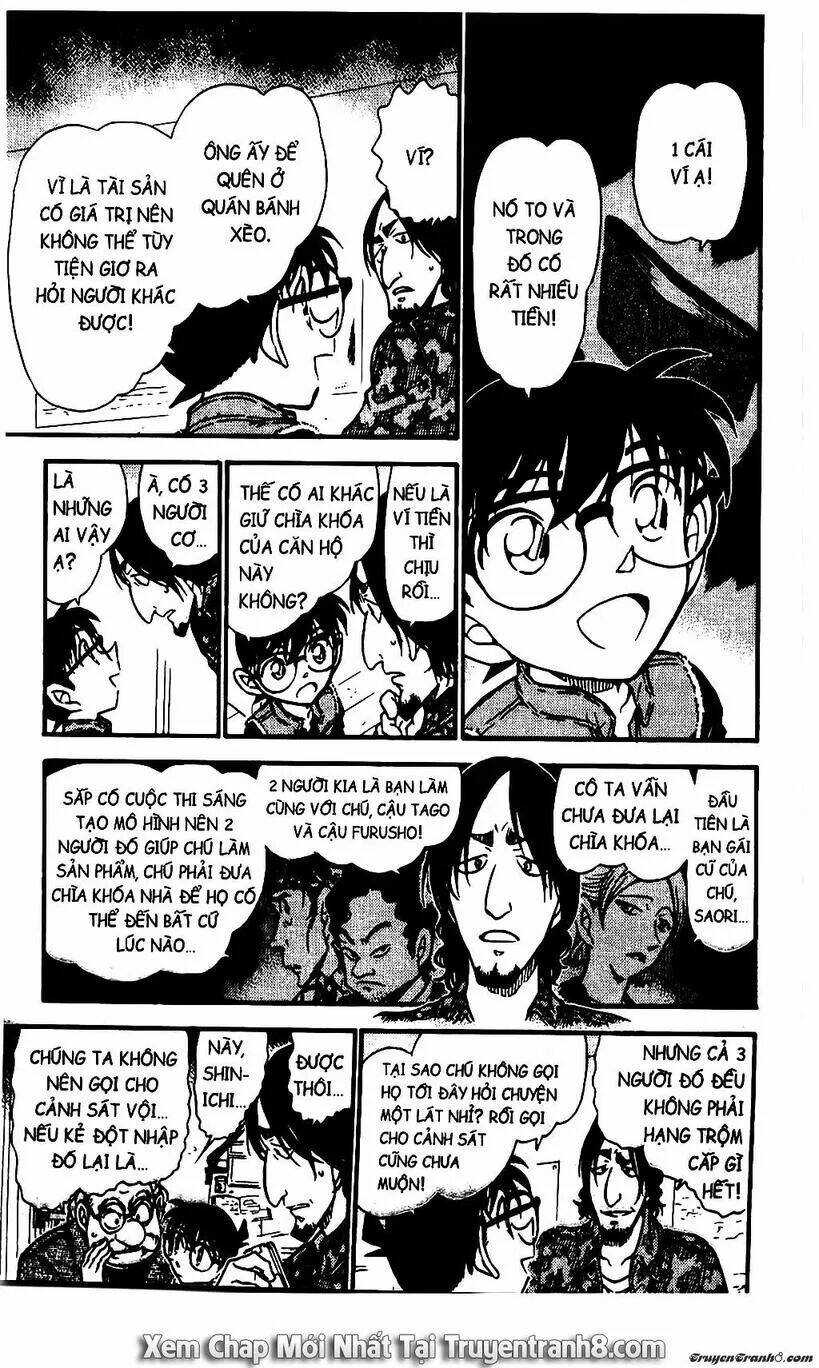 1 CÁI
VÍ Ạ!
NÓ TO VÀ
TRONG
ĐÓ CÓ
RẤT NHIỀU
TIỀN!
VÍ?
ÔNG ẤY ĐỂ
QUÊN Ở
QUÁN BÁNH
XÈO.
VÌ LÀ TÀI SẢN
CÓ GIÁ TRỊ NÊN
KHÔNG THỂ TÙY
TIỆN GIƠ RA
HỎI NGƯỜI KHÁC
ĐƯỢC!
NẾU LÀ
VÍ TIỀN
THÌ
CHỊU
RỒI...
THẾ CÓ AI KHÁC
GIỮ CHÌA KHÓA
CỦA CĂN HỘ
NÀY
KHÔNG?
À, CÓ 3
NGƯỜI
CƠ...
LÀ
NHỮNG
AI VẬY
Ạ?
ĐẦU
TIÊN LÀ
BẠN GÁI
CŨ CỦA
CHÚ,
SAORI...
CÔ TA VẪN
CHƯA ĐƯA LẠI
CHÌA KHÓA...
2 NGƯỜI KIA LÀ BẠN LÀM
CÙNG VỚI CHÚ, CẬU TAGO
VÀ CẬU FURUSHO!
SẮP CÓ CUỘC THI SÁNG
TẠO MÔ HÌNH NÊN 2
NGƯỜI ĐÓ GIÚP CHÚ LÀM
SẢN PHẨM, CHÚ PHẢI ĐƯA
CHÌA KHÓA NHÀ ĐỂ HỌ CÓ
THỂ ĐẾN BẤT CỨ
LÚC NÀO...
NHƯNG CẢ 3
NGƯỜI ĐÓ ĐỀU
KHÔNG PHẢI
HẠNG TRỘM
CẮP GÌ
HẾT!
TẠI SAO CHÚ KHÔNG GỌI
HỌ TỚI ĐÂY HỎI CHUYỆN
MỘT LÁT NHỈ? RỒI GỌI
CHO CẢNH SÁT
CŨNG CHƯA
MUỘN!
ĐƯỢC
THÔI...
NÀY,
SHIN-
ICHI...
CHÚNG TA KHÔNG
NÊN GỌI CHO
CẢNH SÁT VỘI...
NẾU KẺ ĐỘT NHẬP
ĐÓ LẠI LÀ...
Xem Chap Mới Nhất Tại Truyentranh8.com
TruyenTranh8.com